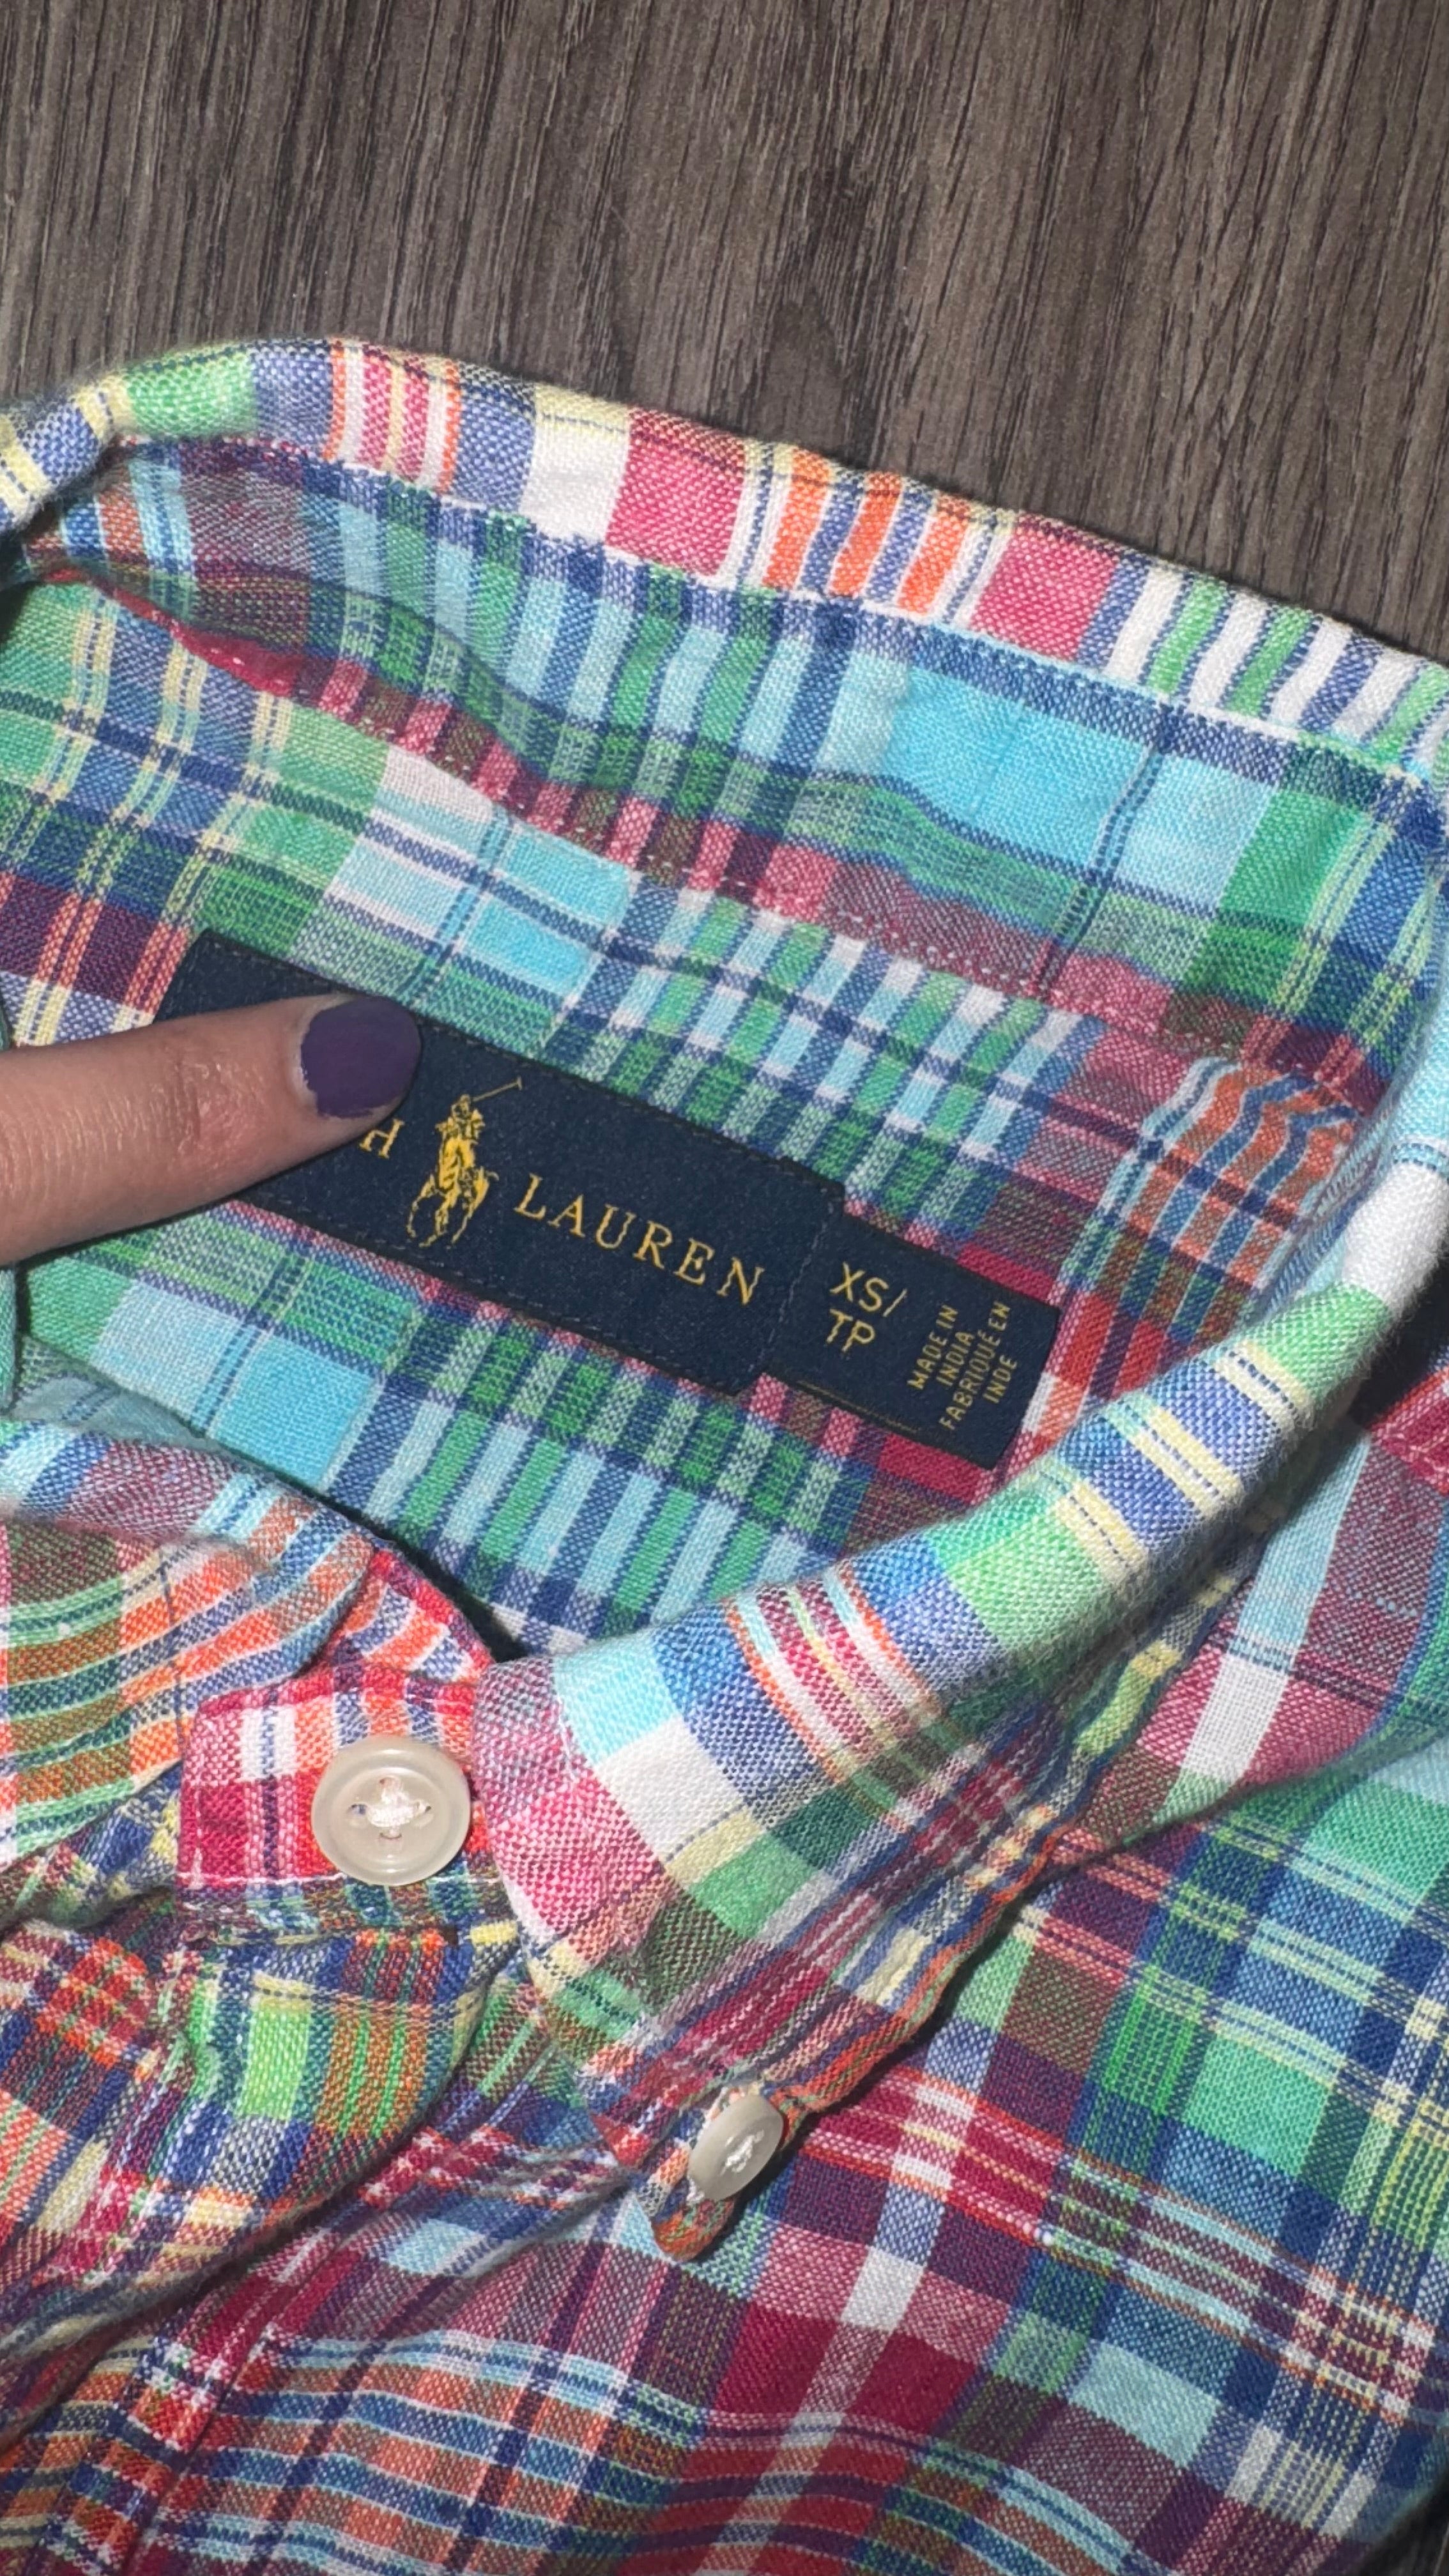 H LAUREN
XS/
TP
MADE IN
INDIA
FABRIQUÉ EN
INDE